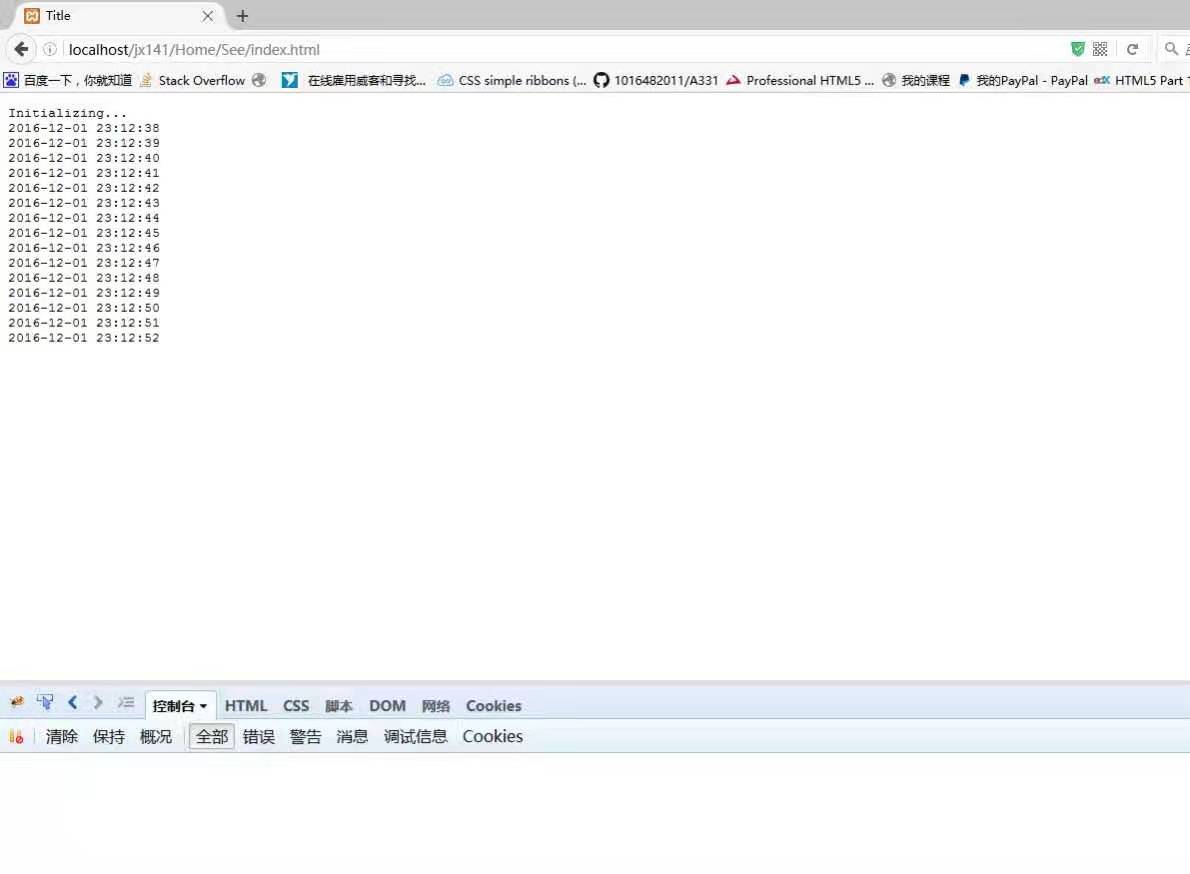 Title
localhost/jx141/Home/See/index.html
百度一下，你就知道 Stack Overflow 在线雇用威客和寻找... CSS simple ribbons (... 1016482011/A331 Professional HTML5 ... 我的课程 我的PayPal - PayPal edX HTML5 Part 1
Initializing...
2016-12-01 23:12:38
2016-12-01 23:12:39
2016-12-01 23:12:40
2016-12-01 23:12:41
2016-12-01 23:12:42
2016-12-01 23:12:43
2016-12-01 23:12:44
2016-12-01 23:12:45
2016-12-01 23:12:46
2016-12-01 23:12:47
2016-12-01 23:12:48
2016-12-01 23:12:49
2016-12-01 23:12:50
2016-12-01 23:12:51
2016-12-01 23:12:52
控制台 HTML CSS 脚本 DOM 网络 Cookies
清除 保持 概况 全部 错误 警告 消息 调试信息 Cookies